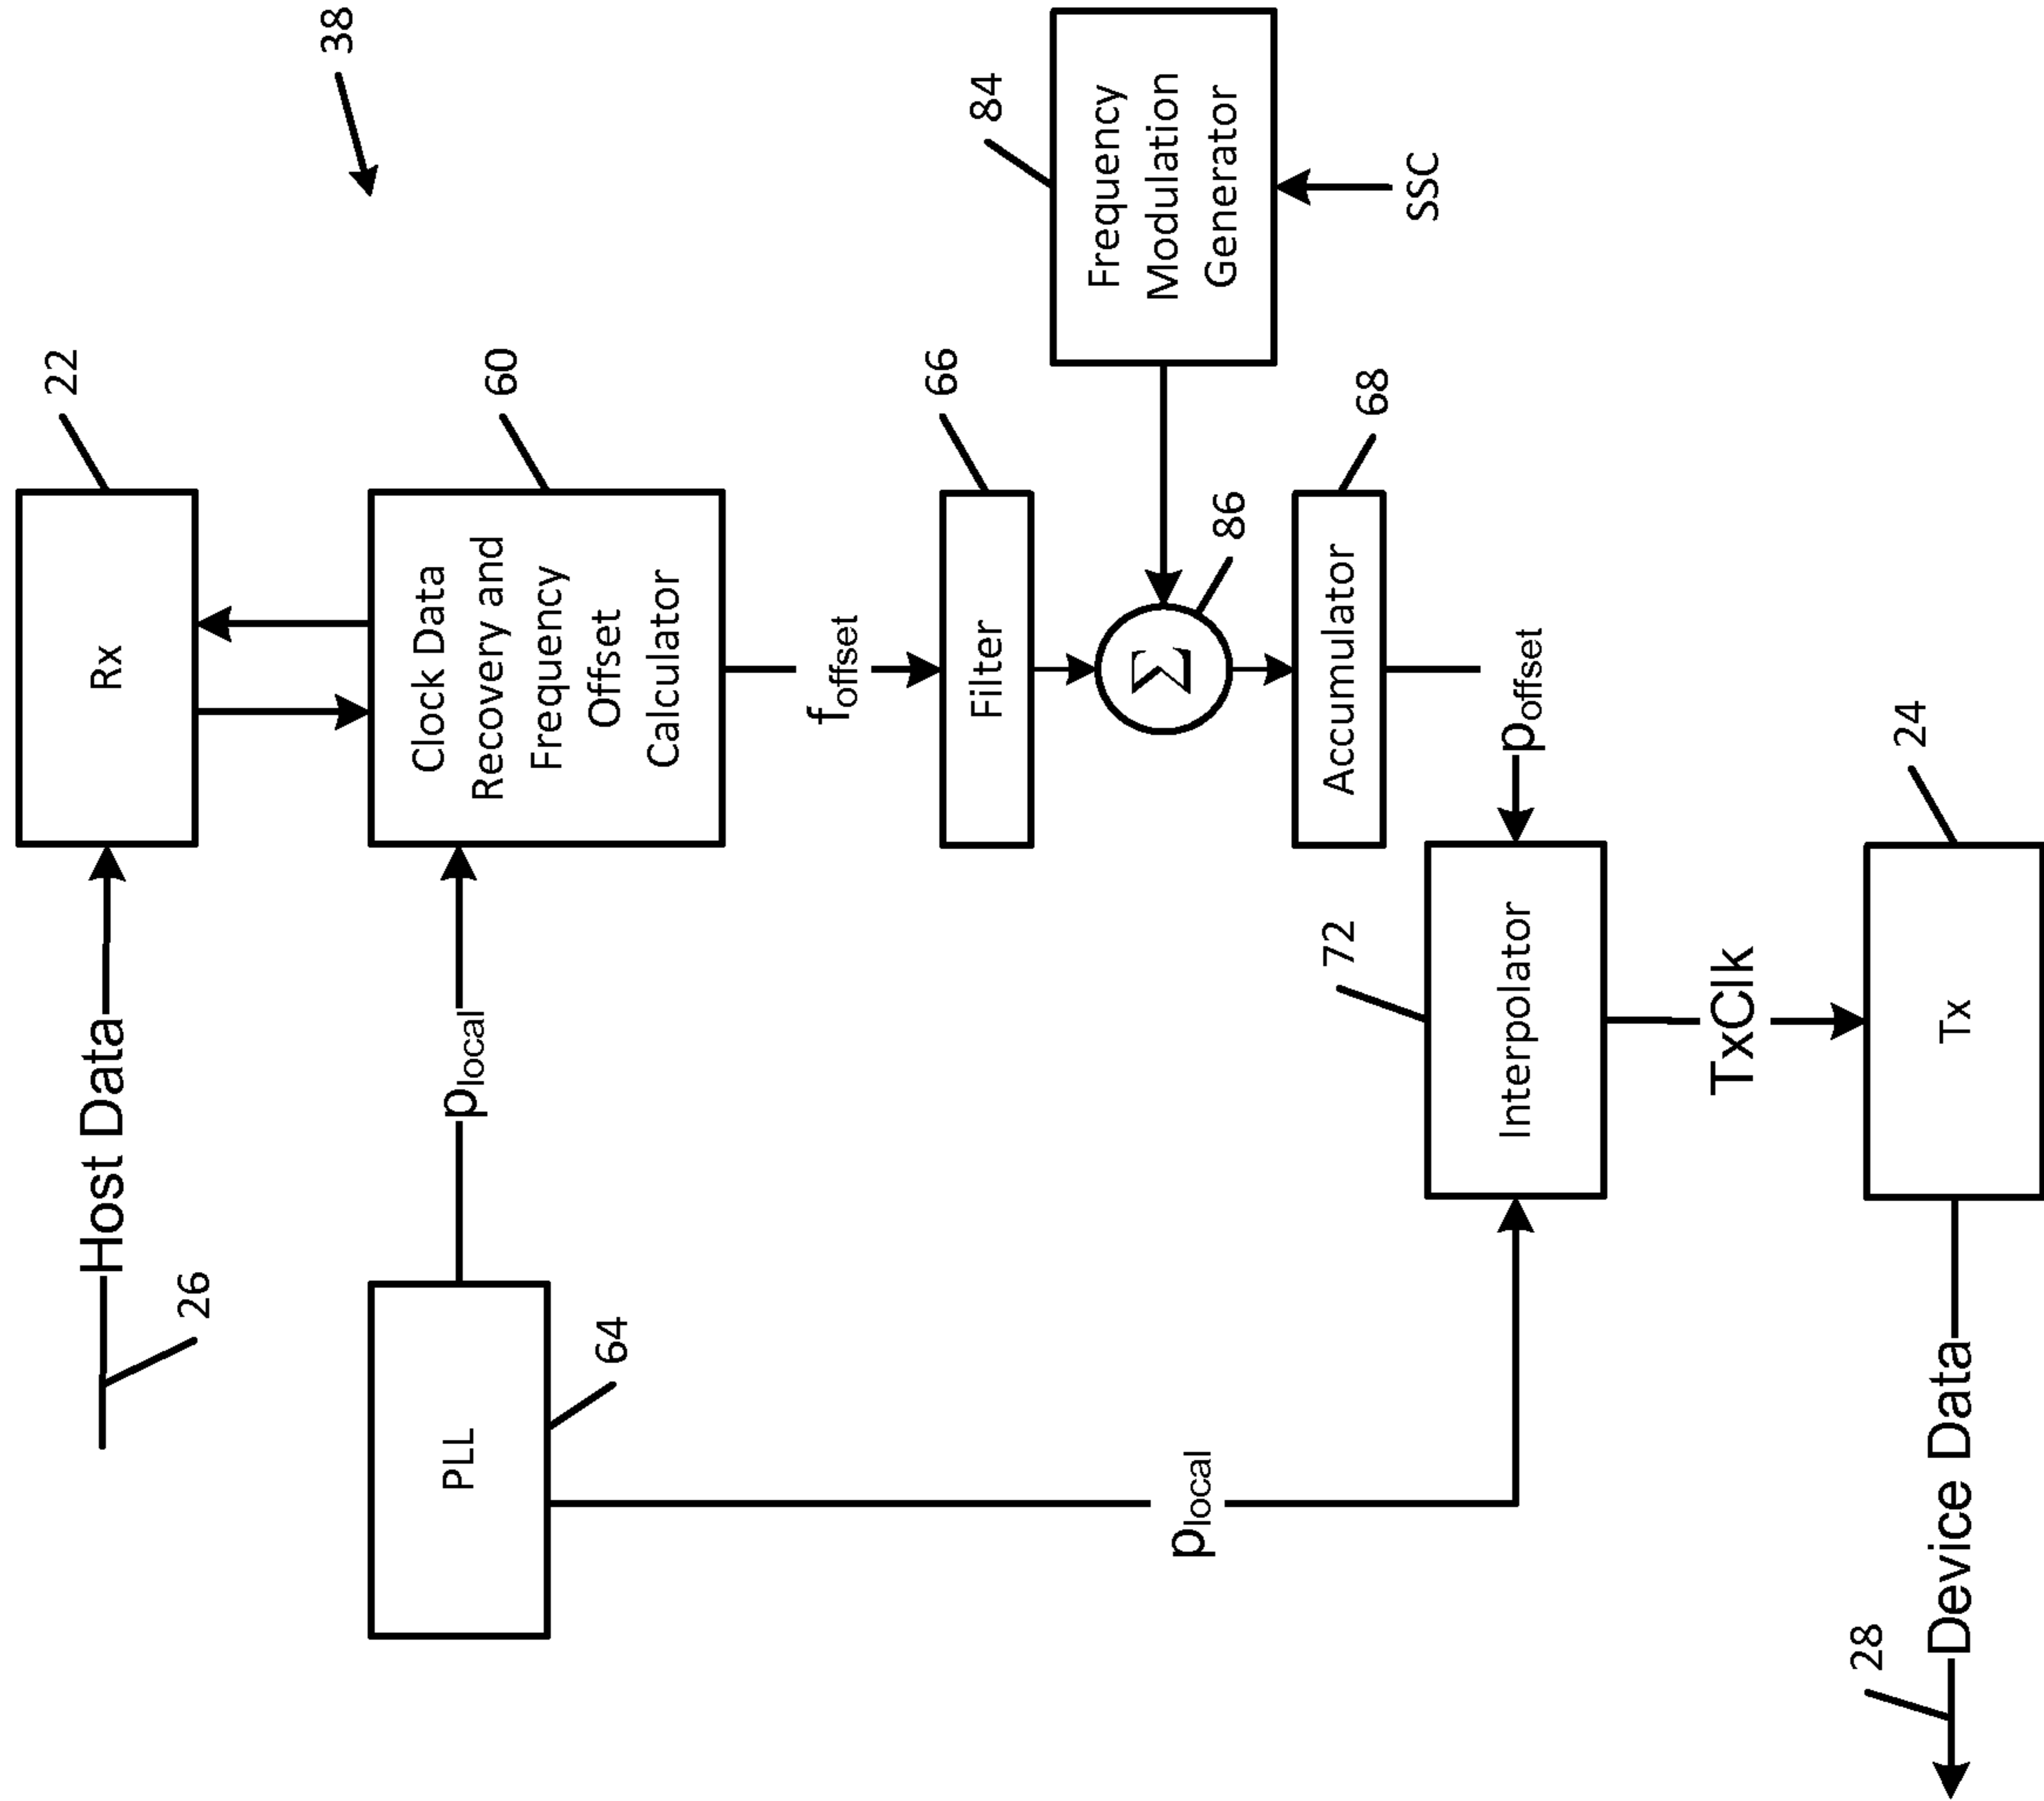 38
22
Rx
Host Data
26
60
Clock Data
Recovery and
Frequency
Offset
Calculator
p_local
PLL
64
f_offset
66
Filter
84
Frequency
Modulation
Generator
SSC
Σ
86
68
Accumulator
p_offset
72
Interpolator
p_local
TxClk
24
Tx
Device Data
28